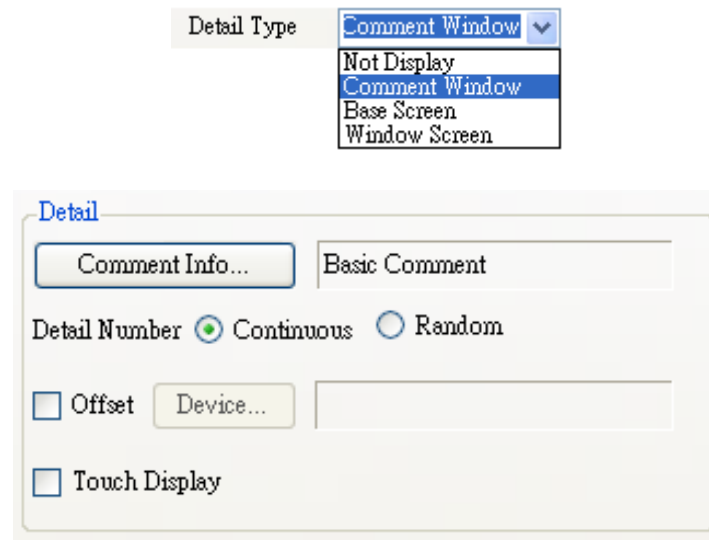 Detail Type Comment Window
Not Display
Comment Window
Base Screen
Window Screen
Detail
Comment Info... Basic Comment
Detail Number Continuous Random
Offset Device...
Touch Display